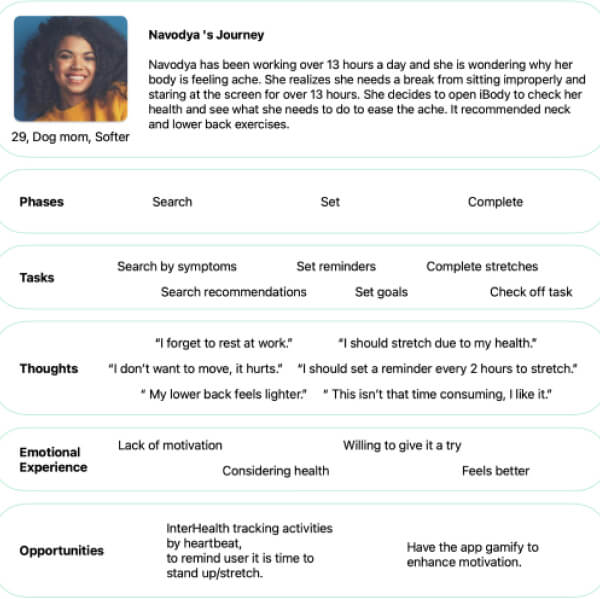 Navodya 's Journey
Navodya has been working over 13 hours a day and she is wondering why her
body is feeling ache. She realizes she needs a break from sitting improperly and
staring at the screen for over 13 hours. She decides to open iBody to check her
health and see what she needs to do to ease the ache. It recommended neck
and lower back exercises.
29, Dog mom, Softer
Phases
Search
Set
Complete
Tasks
Search by symptoms
Set reminders
Complete stretches
Search recommendations
Set goals
Check off task
Thoughts
“I forget to rest at work.”
“I should stretch due to my health.”
“I don’t want to move, it hurts.”
“I should set a reminder every 2 hours to stretch.”
“ My lower back feels lighter.”
“ This isn’t that time consuming, I like it.”
Emotional
Experience
Lack of motivation
Willing to give it a try
Considering health
Feels better
Opportunities
InterHealth tracking activities
by heartbeat,
to remind user it is time to
stand up/stretch.
Have the app gamify to
enhance motivation.